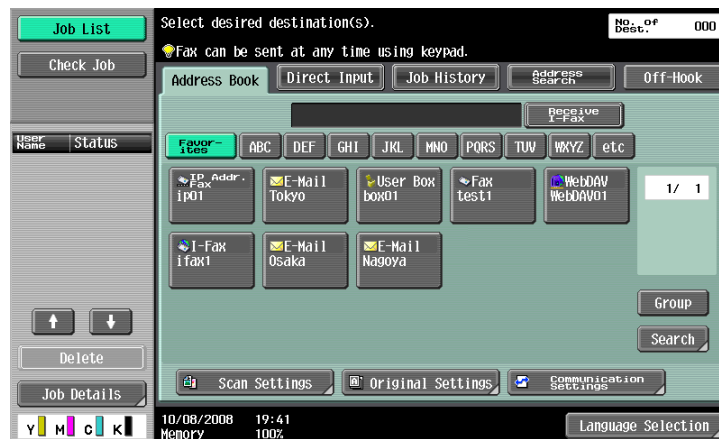 Job List
Check Job
User Name Status
Delete
Job Details
Y M C K
Select desired destination(s).
No. of Dest. 000
Fax can be sent at any time using keypad.
Address Book Direct Input Job History Address Search Off-Hook
Receive I-Fax
Favor-ites ABC DEF GHI JKL MNO PQRS TUV WXYZ etc
IP Addr. Fax
ip01
E-Mail
Tokyo
User Box
box01
Fax
test1
WebDAV
WebDAV01
1/ 1
I-Fax
ifax1
E-Mail
Osaka
E-Mail
Nagoya
Group
Search
Scan Settings Original Settings Communication Settings
10/08/2008 19:41
Memory 100%
Language Selection